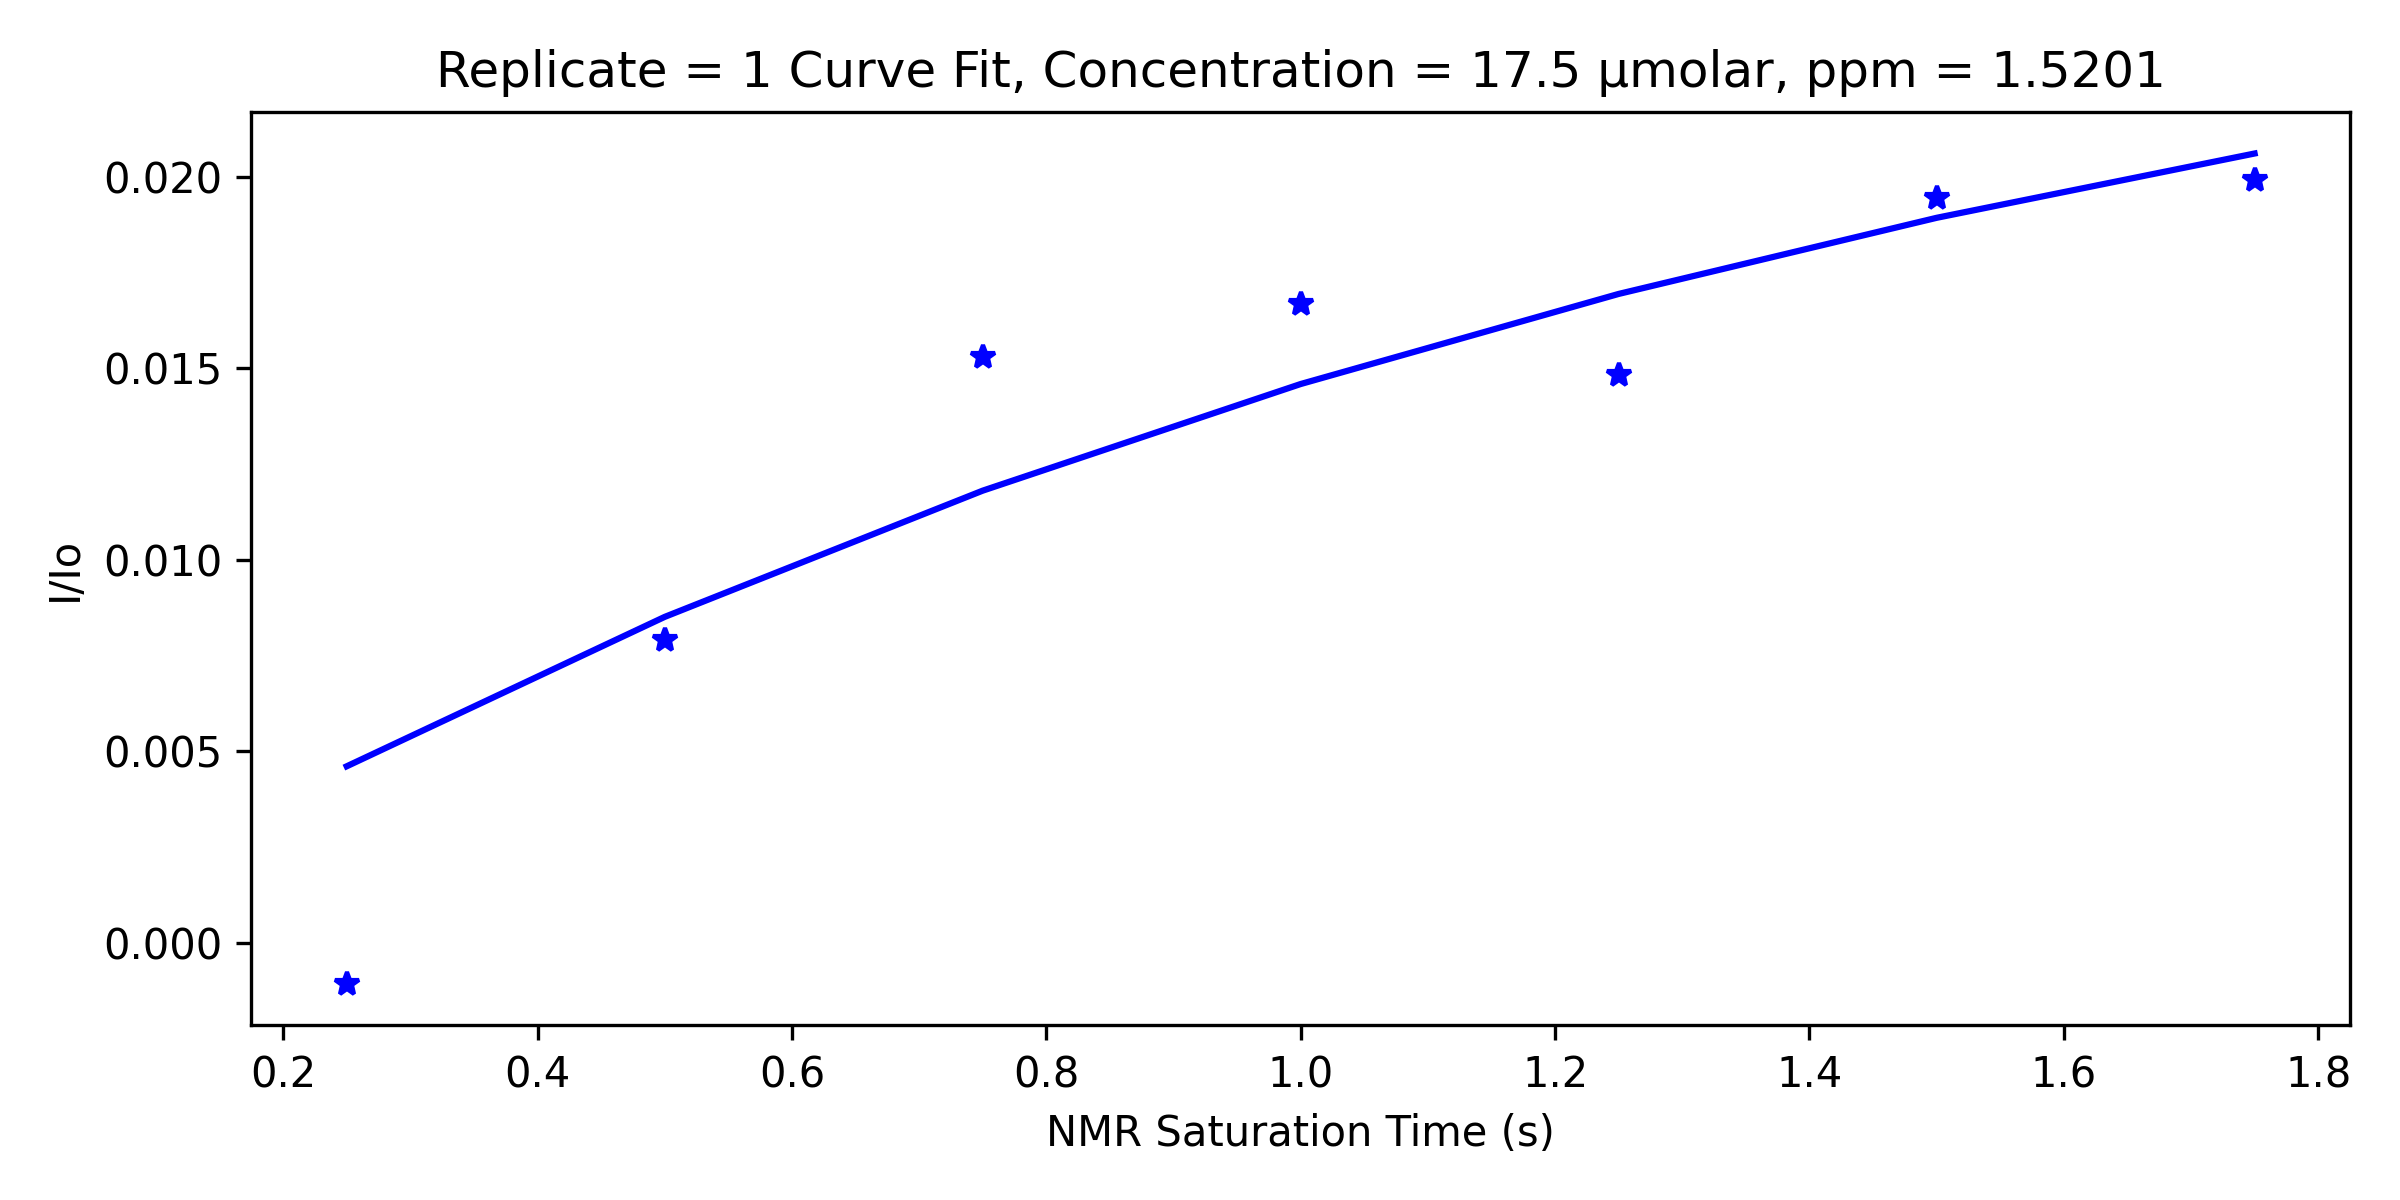 Replicate = 1 Curve Fit, Concentration = 17.5 µmolar, ppm = 1.5201
I/Io
0.020
0.015
0.010
0.005
0.000
0.2 0.4 0.6 0.8 1.0 1.2 1.4 1.6 1.8
NMR Saturation Time (s)